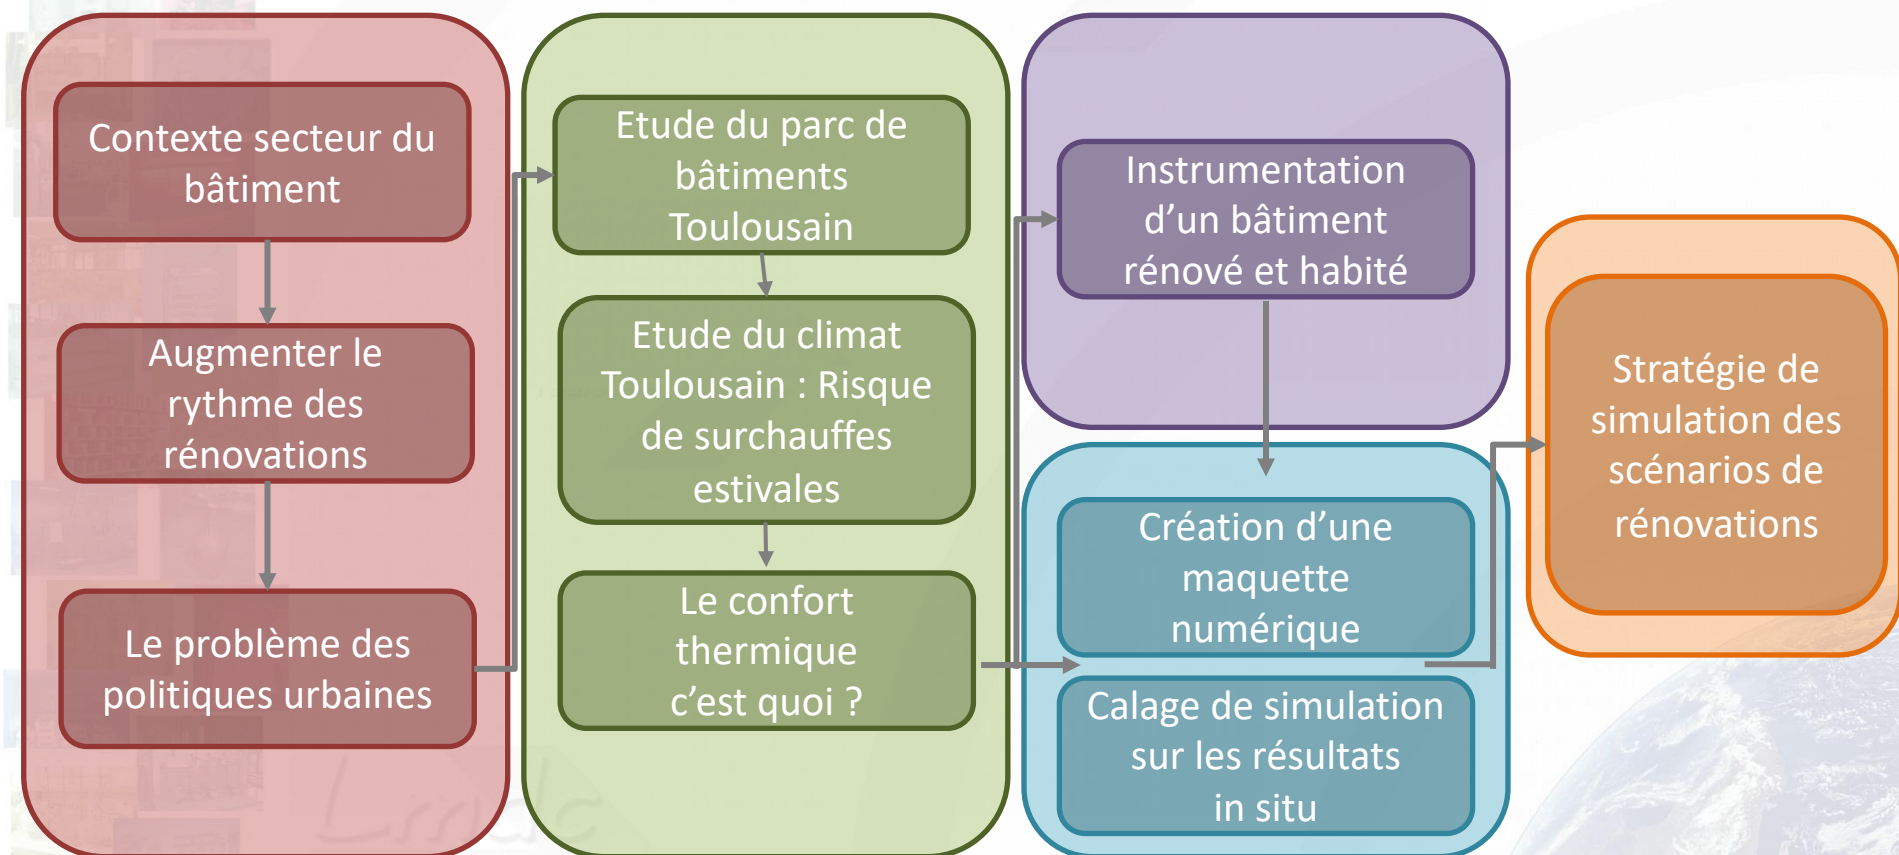 Contexte secteur du
bâtiment
Augmenter le
rythme des
rénovations
Le problème des
politiques urbaines
Etude du parc de
bâtiments
Toulousain
Etude du climat
Toulousain : Risque
de surchauffes
estivales
Le confort
thermique
c’est quoi ?
Instrumentation
d’un bâtiment
rénové et habité
Création d’une
maquette
numérique
Calage de simulation
sur les résultats
in situ
Stratégie de
simulation des
scénarios de
rénovations
Lmdc